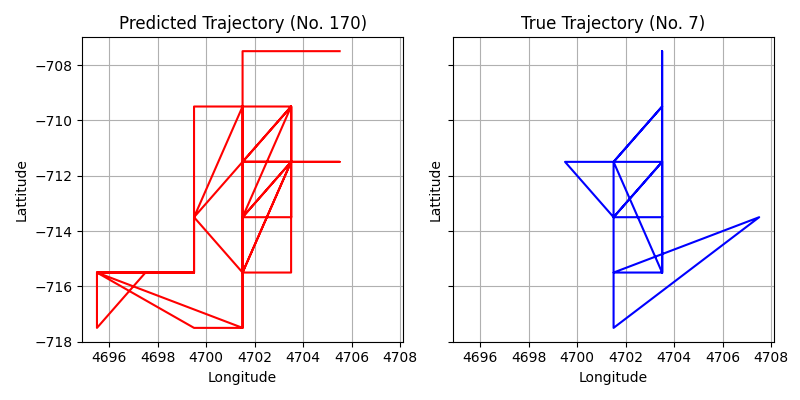 Predicted Trajectory (No. 170)
True Trajectory (No. 7)
Lattitude
−708
−710
−712
−714
−716
−718
4696 4698 4700 4702 4704 4706 4708
Longitude
Lattitude
4696 4698 4700 4702 4704 4706 4708
Longitude